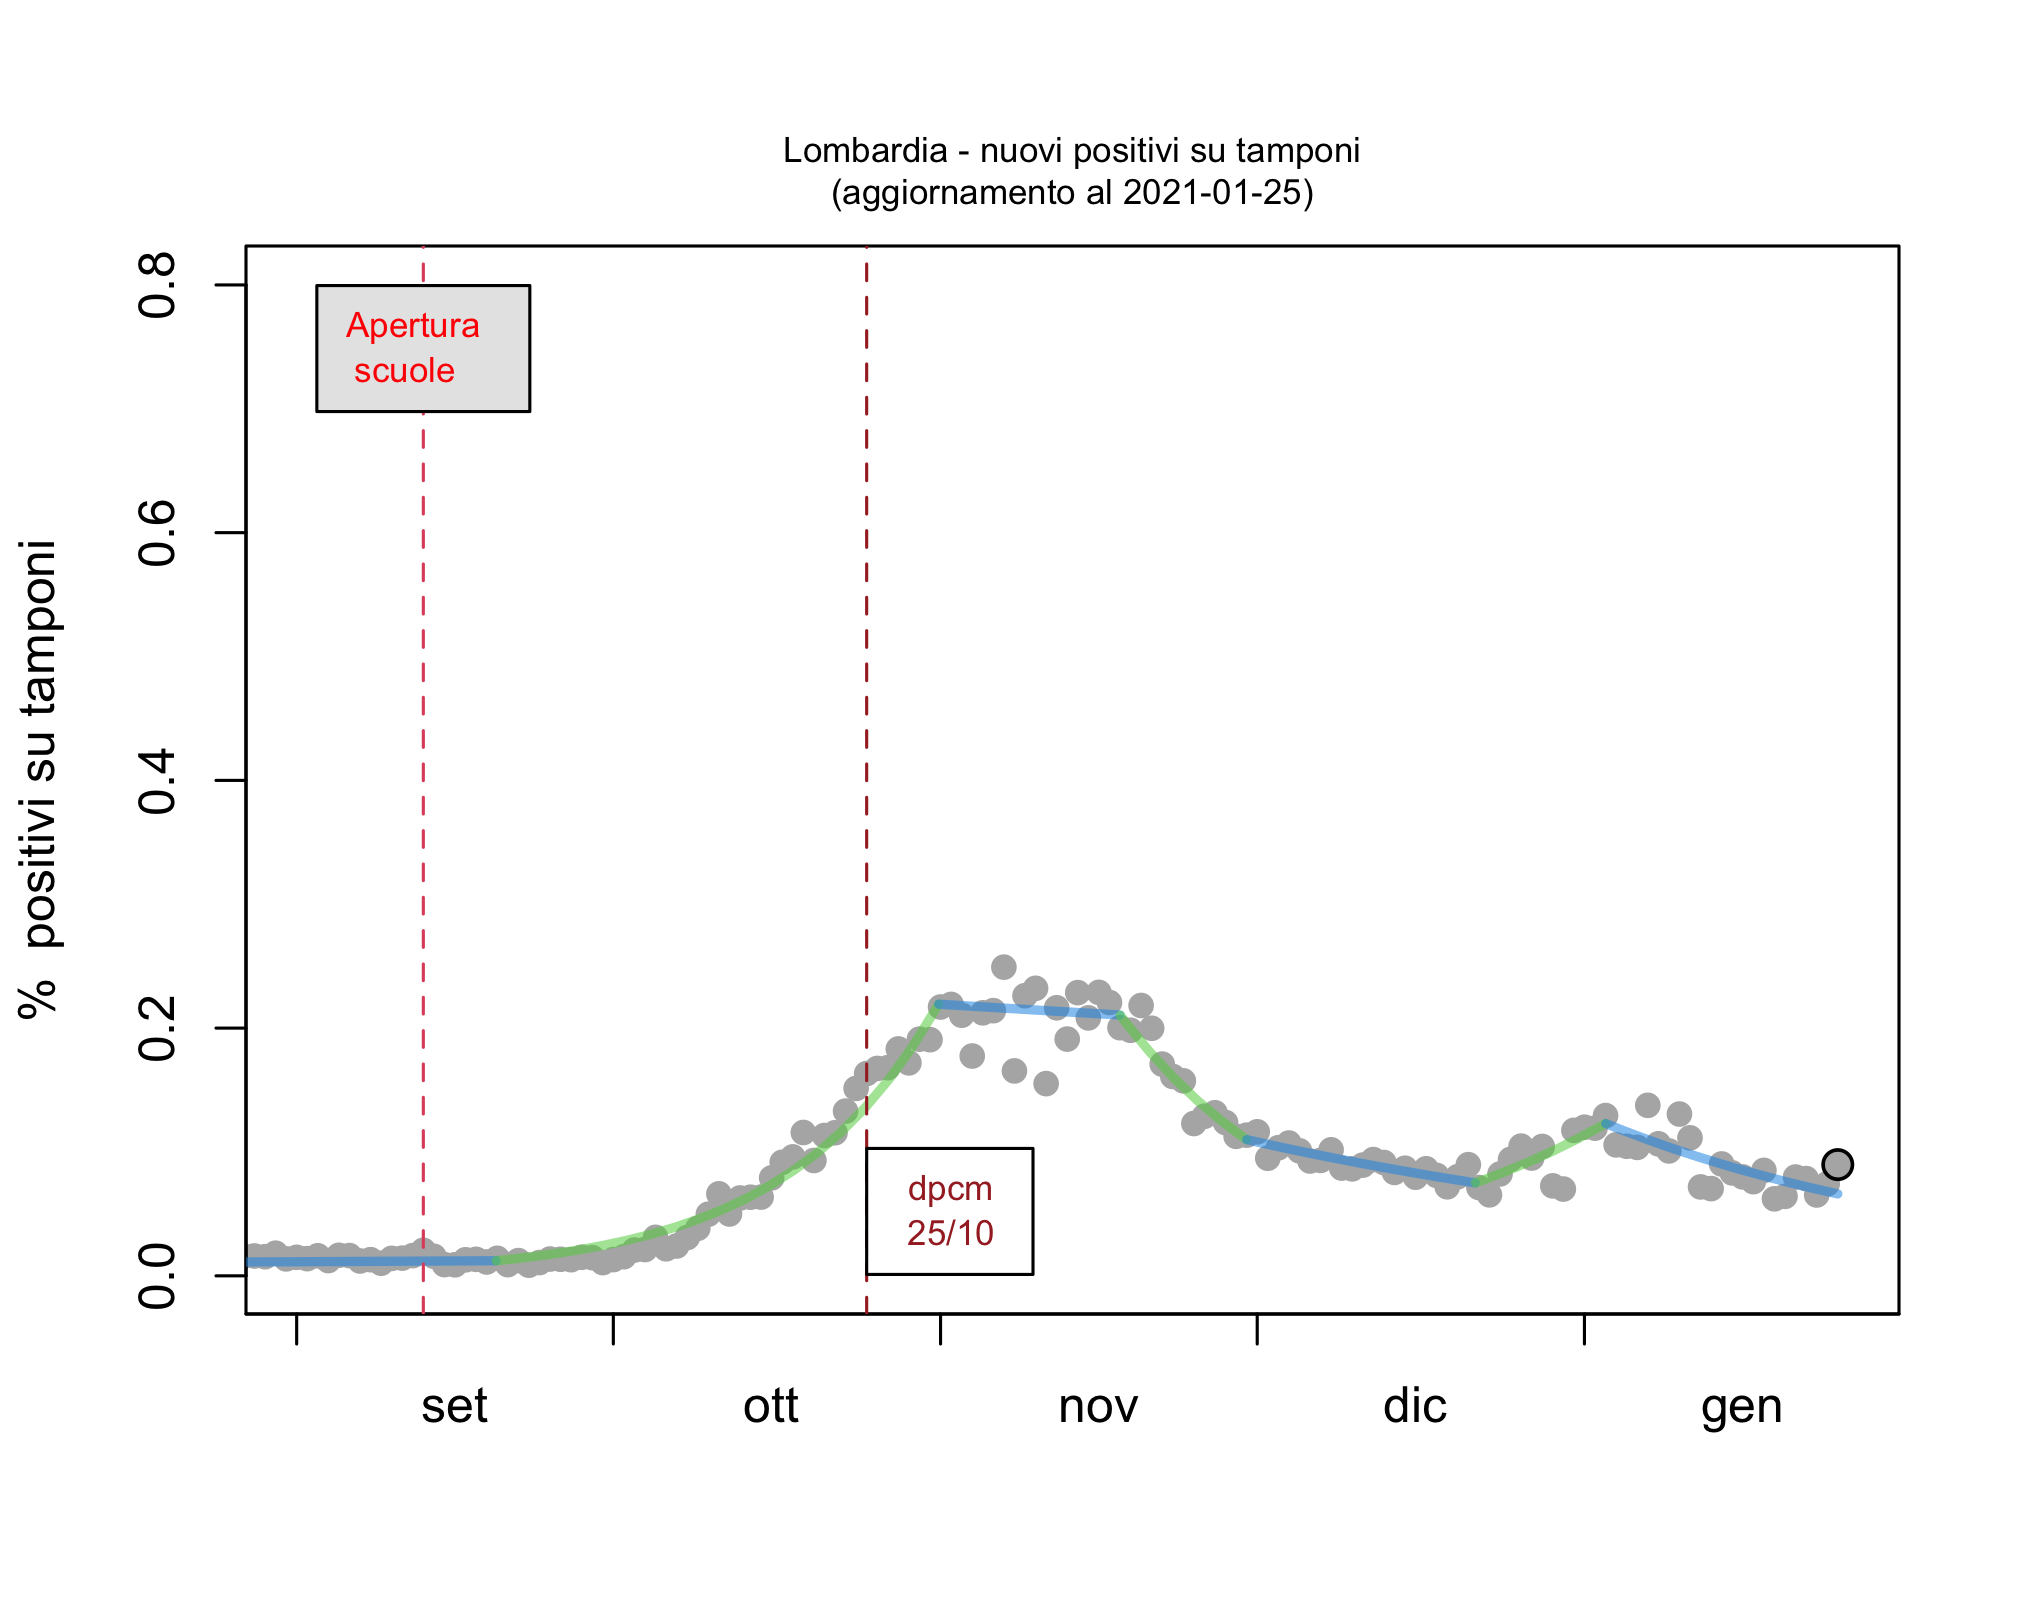 Lombardia - nuovi positivi su tamponi
(aggiornamento al 2021-01-25)
% positivi su tamponi
0.8
0.6
0.4
0.2
0.0
Apertura
scuole
dpcm
25/10
set
ott
nov
dic
gen